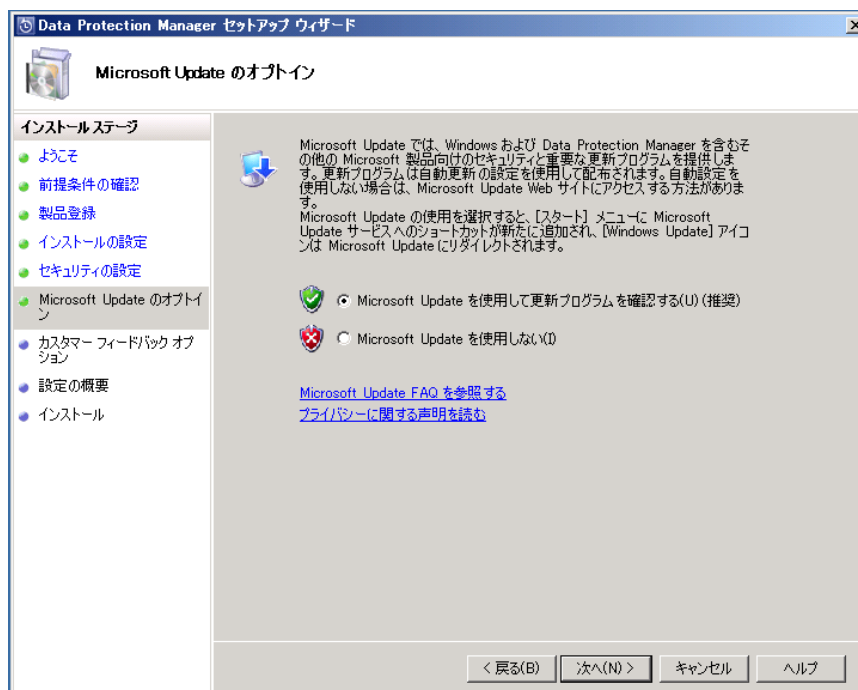 Data Protection Manager セットアップ ウィザード
Microsoft Update のオプトイン
インストール ステージ
ようこそ
前提条件の確認
製品登録
インストールの設定
セキュリティの設定
Microsoft Update のオプトイ
ン
カスタマー フィードバック オプ
ション
設定の概要
インストール
Microsoft Update では、Windows および Data Protection Manager を含むそ
の他の Microsoft 製品向けのセキュリティと重要な更新プログラムを提供しま
す。更新プログラムは自動更新の設定を使用して配布されます。自動設定を
使用しない場合は、Microsoft Update Web サイトにアクセスする方法がありま
す。
Microsoft Update の使用を選択すると、[スタート] メニューに Microsoft
Update サービスへのショートカットが新たに追加され、[Windows Update] アイコ
ンは Microsoft Update にリダイレクトされます。
Microsoft Update を使用して更新プログラムを確認する(U) (推奨)
Microsoft Update を使用しない(I)
Microsoft Update FAQ を参照する
プライバシーに関する声明を読む
< 戻る(B)
次へ(N) >
キャンセル
ヘルプ